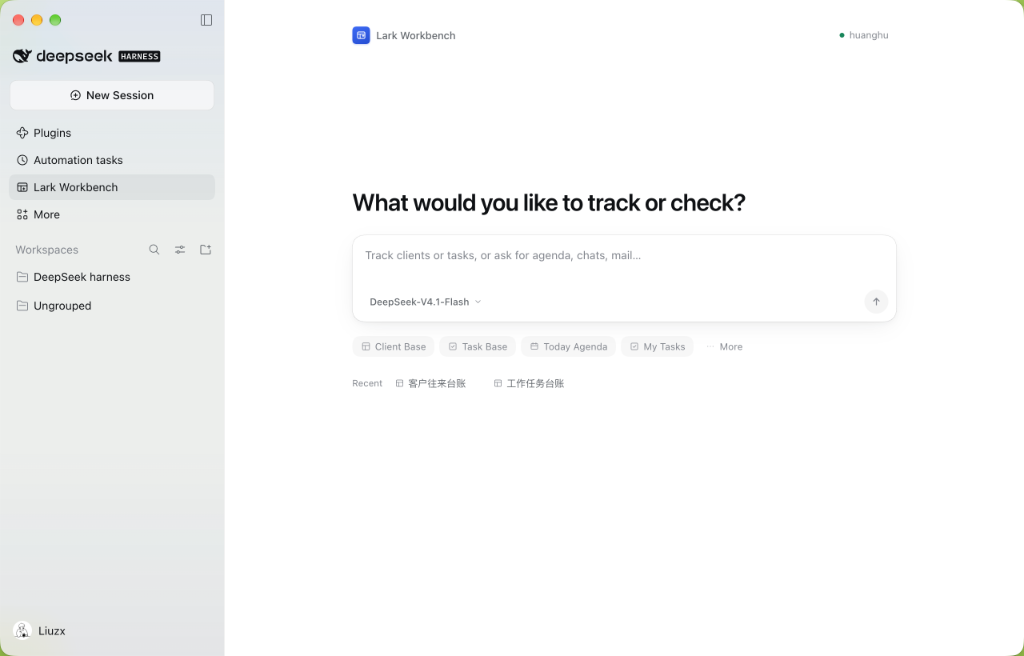 deepseek HARNESS
New Session
Plugins
Automation tasks
Lark Workbench
More
Workspaces
DeepSeek harness
Ungrouped
Liuzx
Lark Workbench
huanghu
What would you like to track or check?
Track clients or tasks, or ask for agenda, chats, mail...
DeepSeek-V4.1-Flash
Client Base Task Base Today Agenda My Tasks More
Recent 客户往来台账 工作任务台账